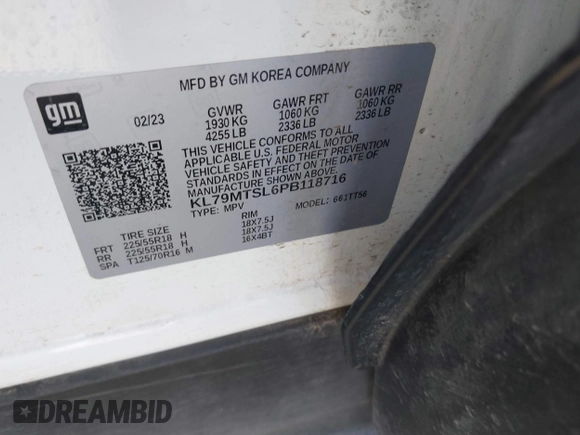 MFD BY GM KOREA COMPANY
gm
02/23 GVWR GAWR FRT GAWR RR
1930 KG 1060 KG 1060 KG
4255 LB 2336 LB 2336 LB
THIS VEHICLE CONFORMS TO ALL
APPLICABLE U.S. FEDERAL MOTOR
VEHICLE SAFETY AND THEFT PREVENTION
STANDARDS IN EFFECT ON THE DATE OF
MANUFACTURE SHOWN ABOVE.
KL79MTSL6PB118716
TYPE: MPV MODEL: 661TT56
TIRE SIZE RIM
FRT 225/55R18 H 18X7.5J
RR 225/55R18 H 18X7.5J
SPA T125/70R16 M 16X4BT
DREAMBID